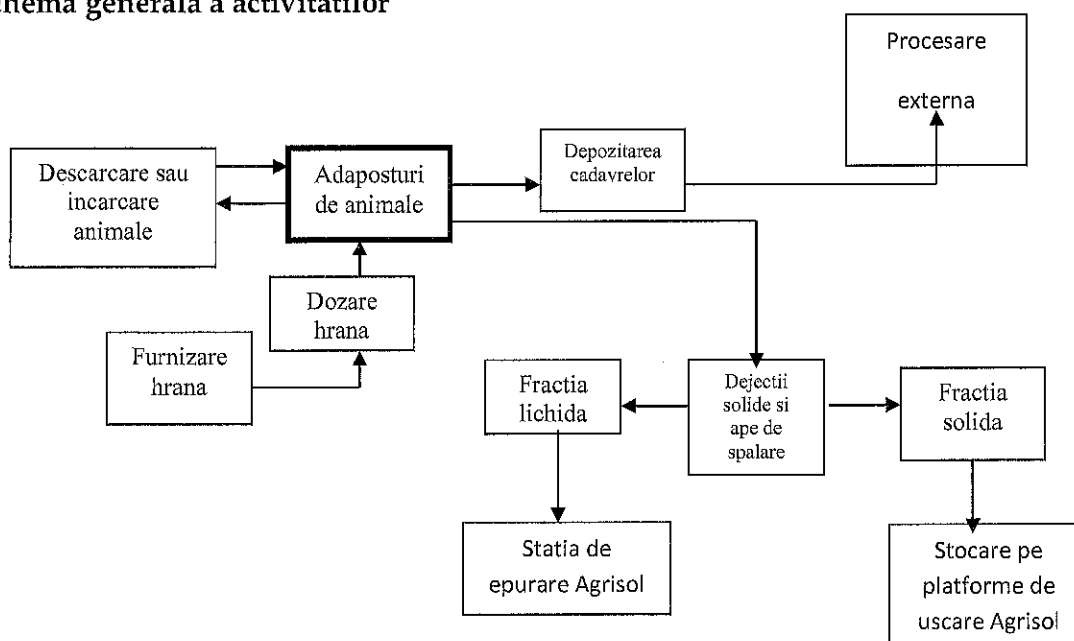 chema generala a activitatilor
Procesare
externa
Descarcare sau
incarcare
animale
Adaposturi
de animale
Depozitarea
cadavrelor
Dozare
hrana
Furnizare
hrana
Fractia
lichida
Dejectii
solide si
ape de
spalare
Fractia
solida
Statia de
epurare Agrisol
Stocare pe
platforme de
uscare Agrisol